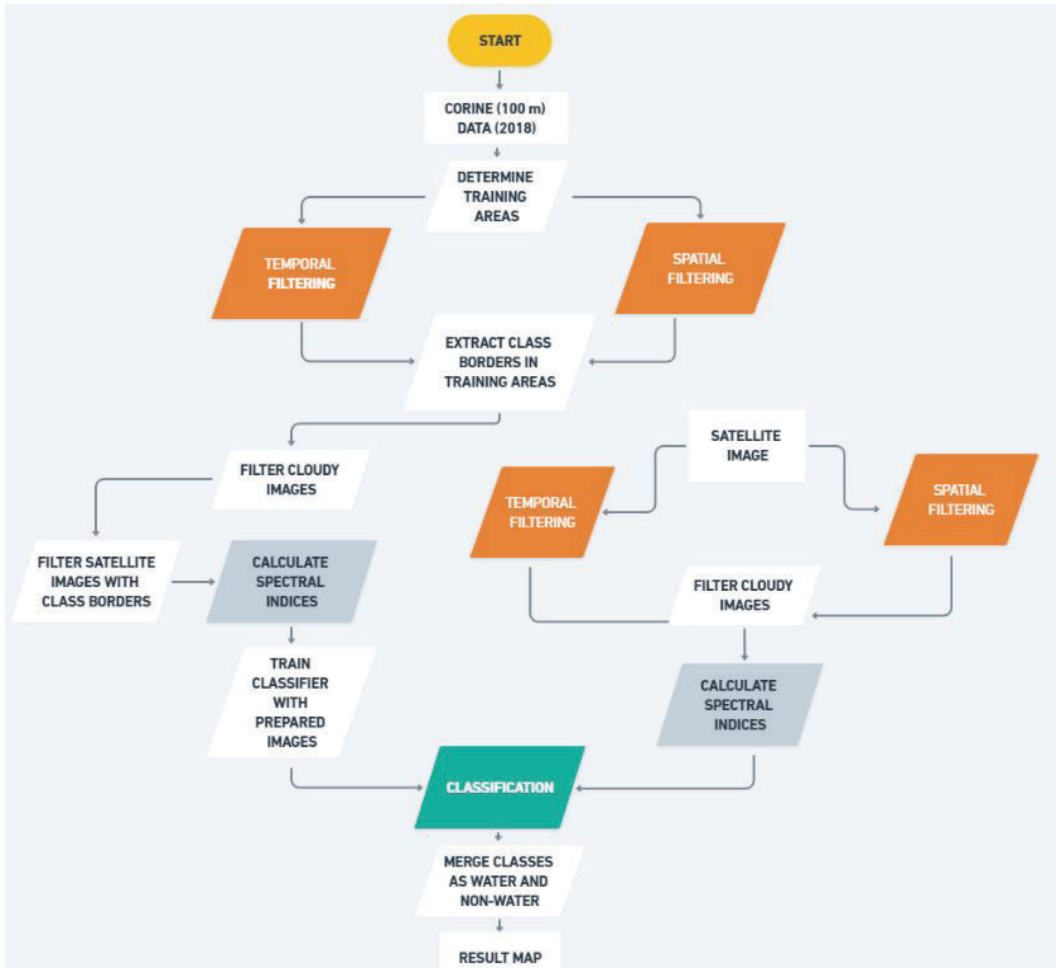 START
CORINE (100 m)
DATA (2018)
DETERMINE
TRAINING
AREAS
TEMPORAL
FILTERING
SPATIAL
FILTERING
EXTRACT CLASS
BORDERS IN
TRAINING AREAS
FILTER CLOUDY
IMAGES
SATELLITE
IMAGE
TEMPORAL
FILTERING
SPATIAL
FILTERING
FILTER SATELLITE
IMAGES WITH
CLASS BORDERS
CALCULATE
SPECTRAL
INDICES
FILTER CLOUDY
IMAGES
TRAIN
CLASSIFIER
WITH
PREPARED
IMAGES
CALCULATE
SPECTRAL
INDICES
CLASSIFICATION
MERGE CLASSES
AS WATER AND
NON-WATER
RESULT MAP